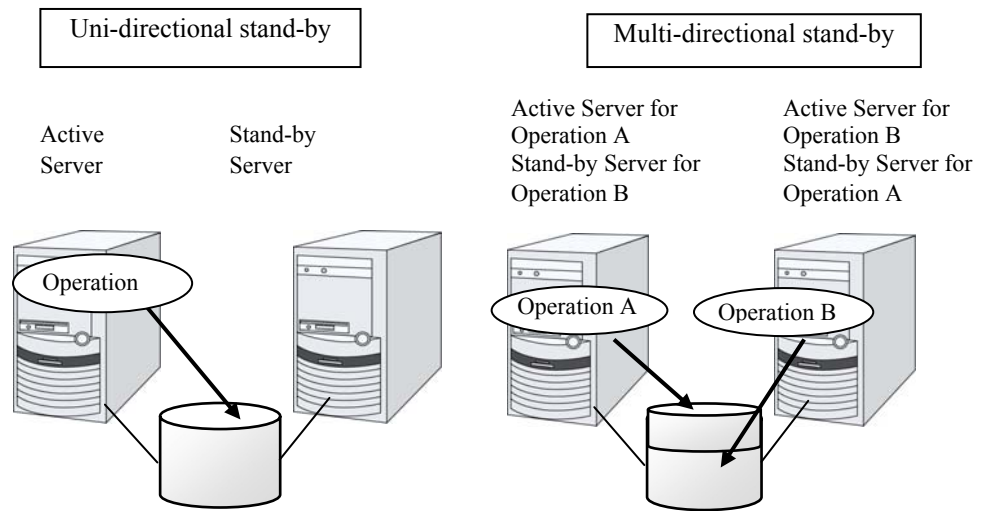 Uni-directional stand-by
Multi-directional stand-by
Active
Server
Stand-by
Server
Active Server for
Operation A
Stand-by Server for
Operation B
Active Server for
Operation B
Stand-by Server for
Operation A
Operation
Operation A
Operation B